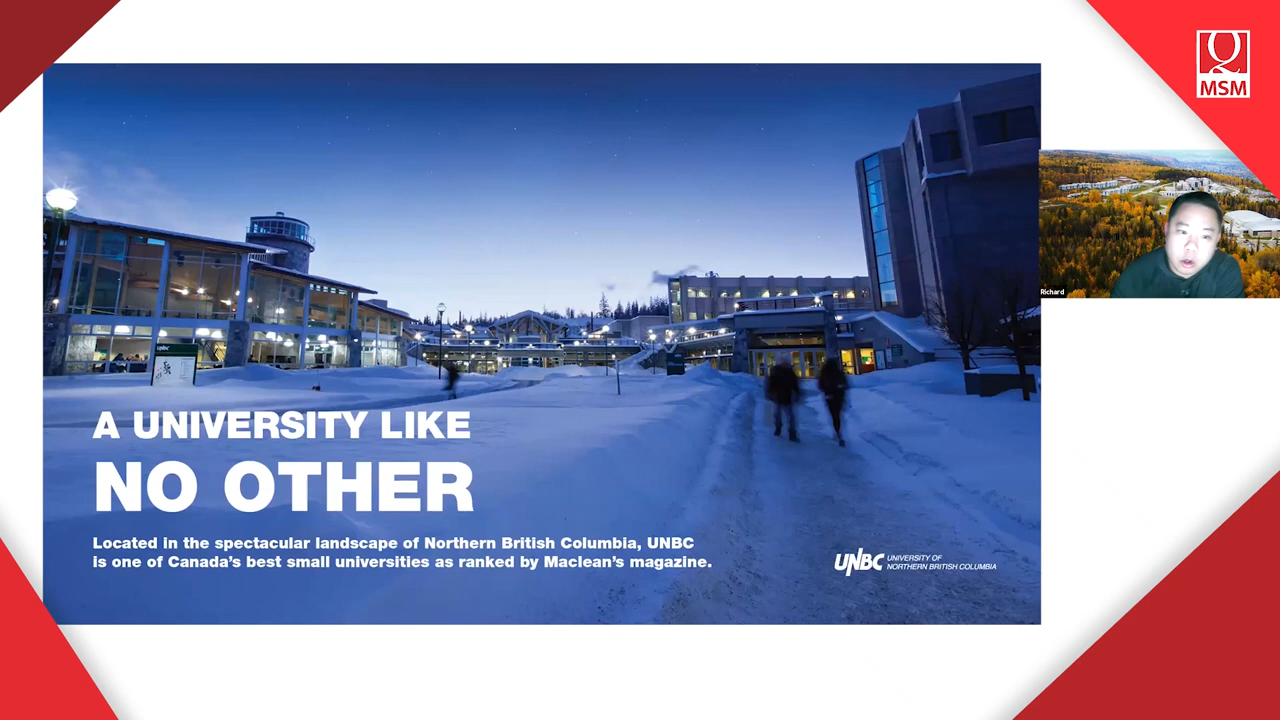 MSM
Richard
unbc
A UNIVERSITY LIKE
NO OTHER
Located in the spectacular landscape of Northern British Columbia, UNBC
is one of Canada's best small universities as ranked by Maclean's magazine.
UNBC UNIVERSITY OF
NORTHERN BRITISH COLUMBIA